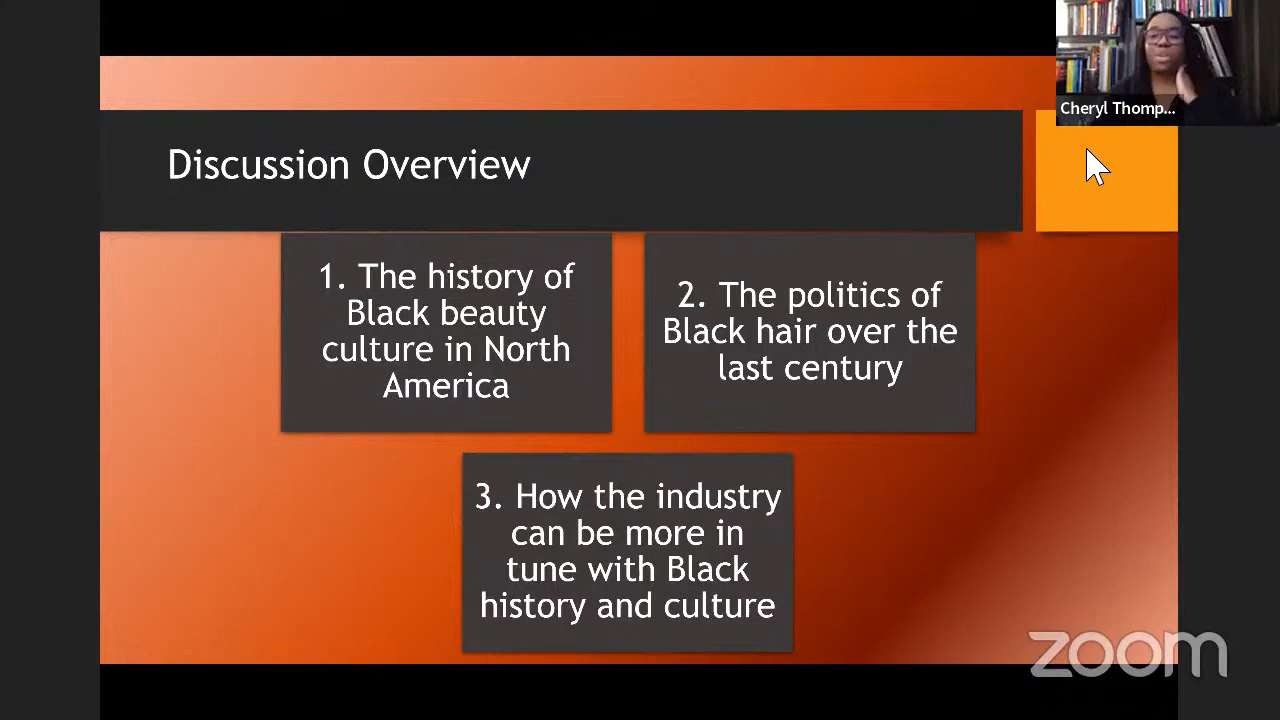 Cheryl Thomp...
Discussion Overview
1. The history of
Black beauty
culture in North
America
2. The politics of
Black hair over the
last century
3. How the industry
can be more in
tune with Black
history and culture
zoom